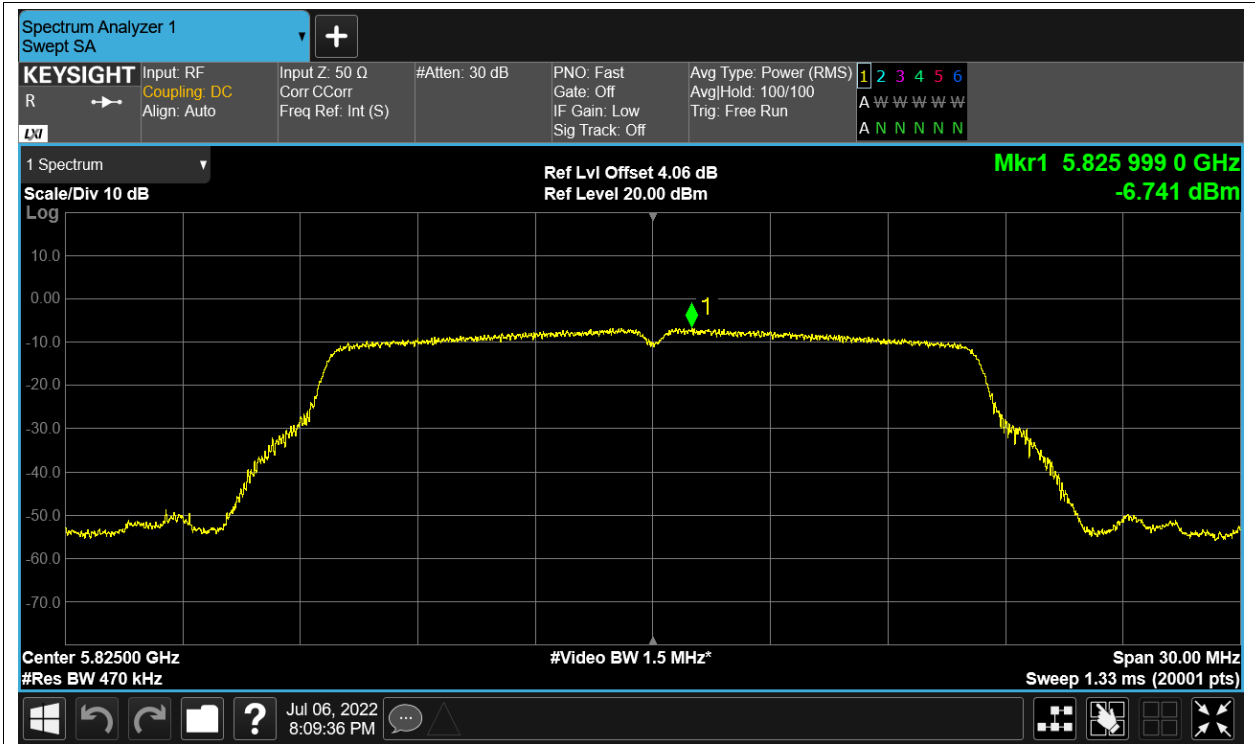 Spectrum Analyzer 1
Swept SA
KEYSIGHT
R
LXI
Input: RF
Coupling: DC
Align: Auto
Input Z: 50 Ω
Corr CCorr
Freq Ref: Int (S)
#Atten: 30 dB
PNO: Fast
Gate: Off
IF Gain: Low
Sig Track: Off
Avg Type: Power (RMS)
Avg|Hold: 100/100
Trig: Free Run
1 2 3 4 5 6
A W W W W W
A N N N N N
1 Spectrum
Scale/Div 10 dB
Log
Ref Lvl Offset 4.06 dB
Ref Level 20.00 dBm
Mkr1 5.825 999 0 GHz
-6.741 dBm
10.0
0.00
-10.0
-20.0
-30.0
-40.0
-50.0
-60.0
-70.0
1
Center 5.82500 GHz
#Res BW 470 kHz
#Video BW 1.5 MHz*
Span 30.00 MHz
Sweep 1.33 ms (20001 pts)
?
Jul 06, 2022
8:09:36 PM